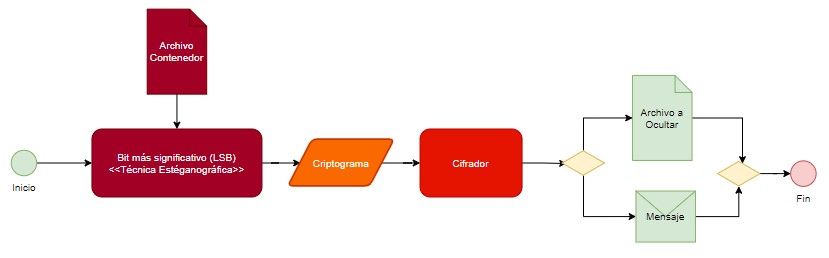 Archivo
Contenedor
Inicio
Bit más significativo (LSB)
<<Técnica Estéganográfica>>
Criptograma
Cifrador
Archivo a
Ocultar
Mensaje
Fin